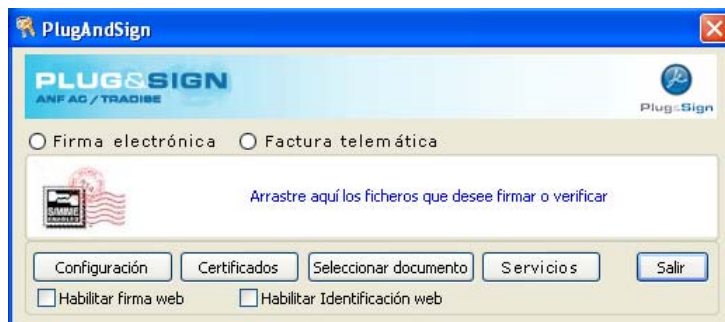 PlugAndSign
PLUG&SIGN
ANF AC / TRADISE
Plug&Sign
Firma electrónica Factura telemática
Arrastre aquí los ficheros que desee firmar o verificar
Configuración Certificados Seleccionar documento Servicios Salir
Habilitar firma web Habilitar Identificación web